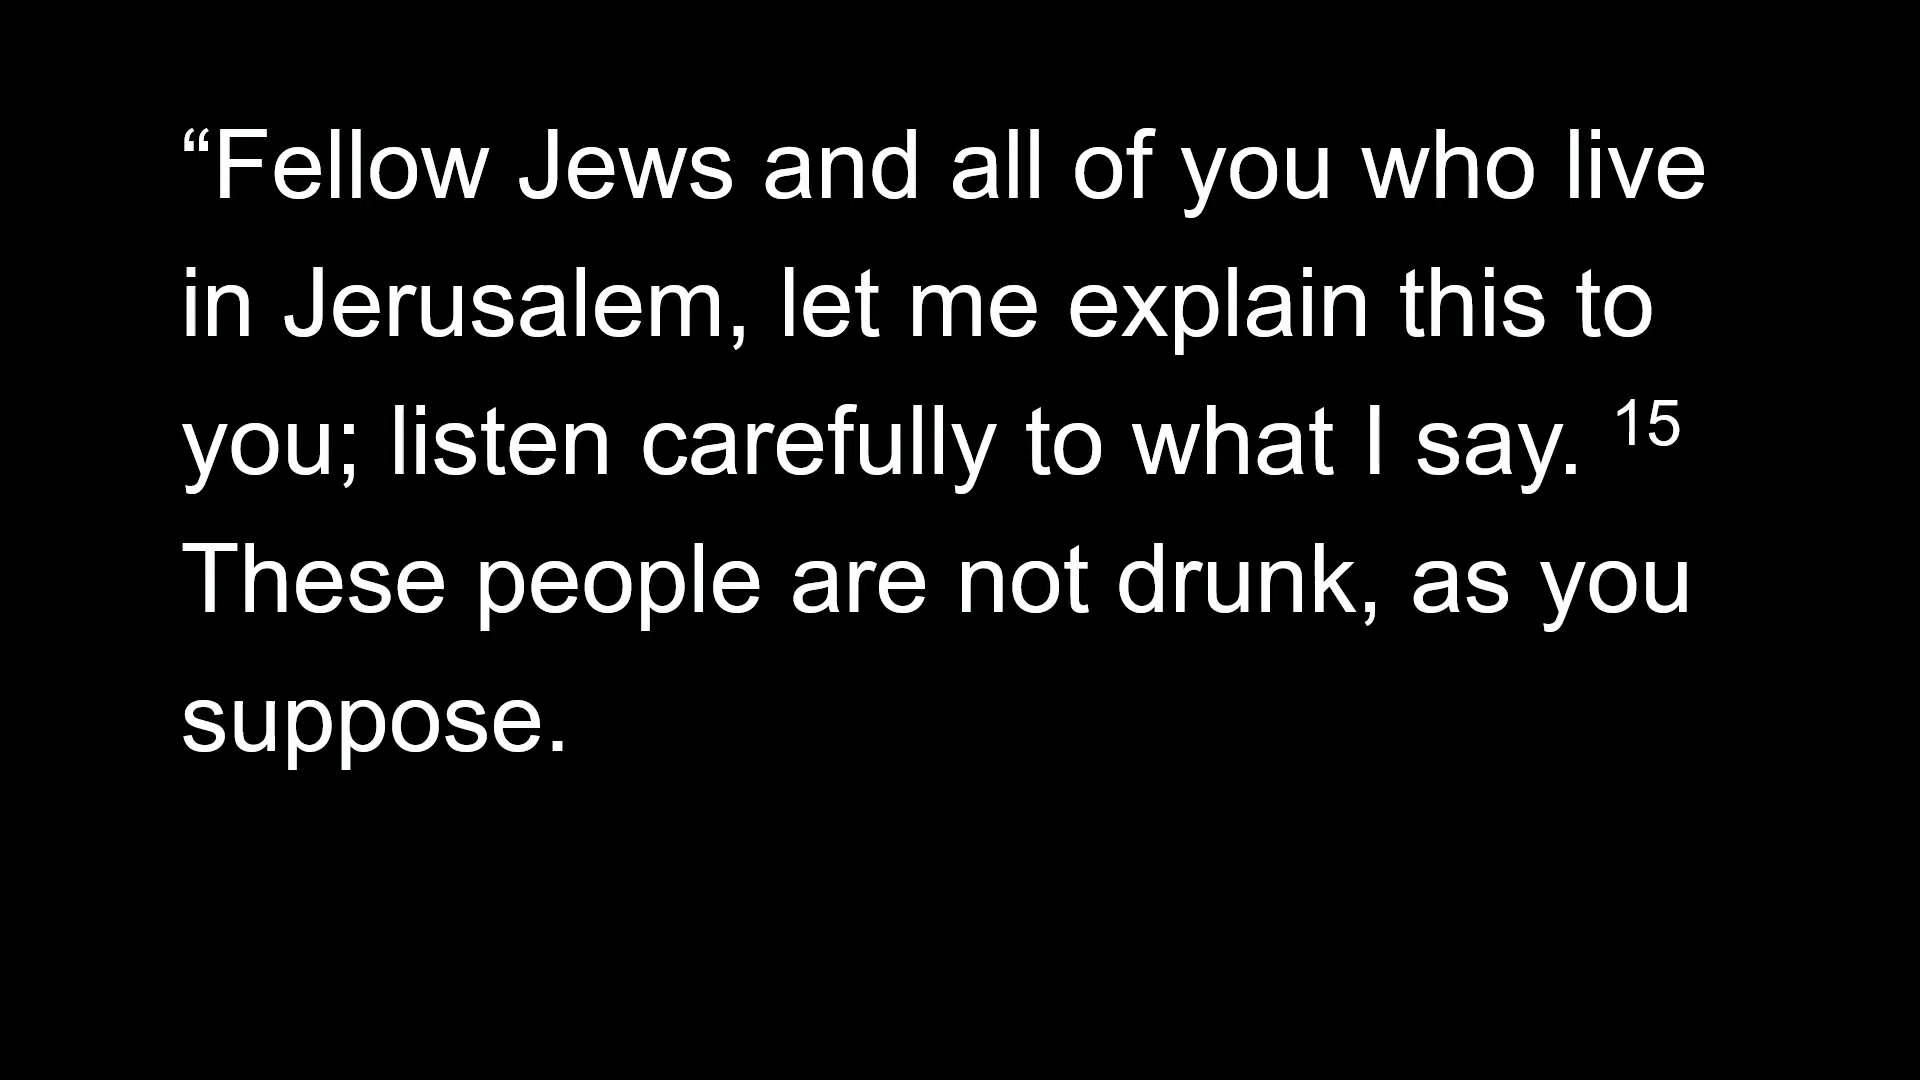 “Fellow Jews and all of you who live
in Jerusalem, let me explain this to
you; listen carefully to what I say. 15
These people are not drunk, as you
suppose.